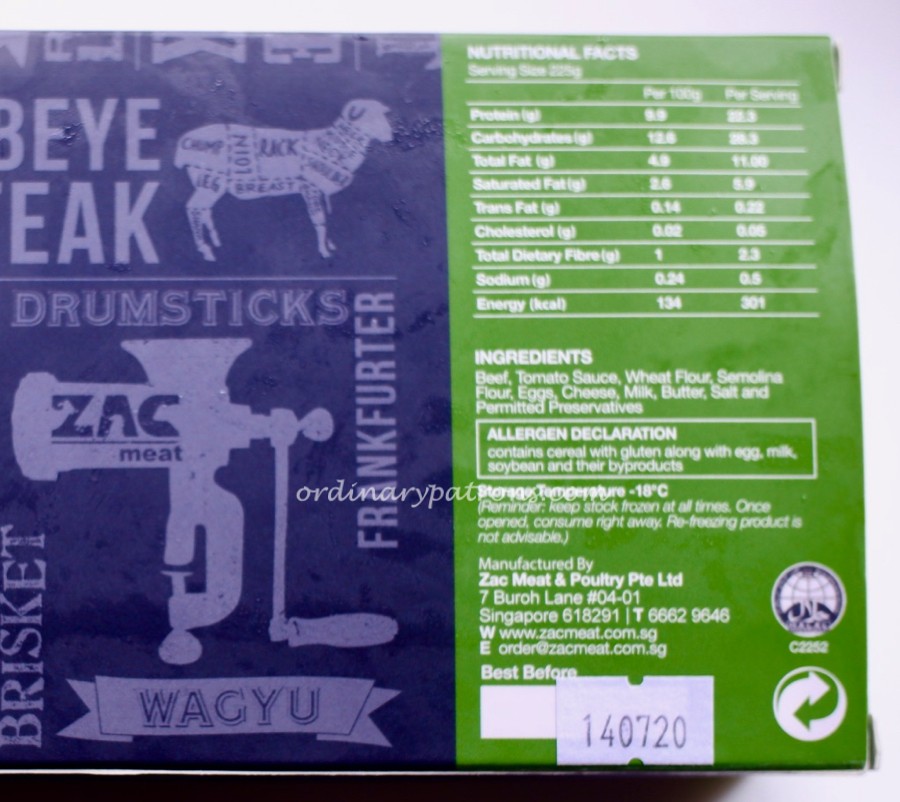 BEYE
TEAK
CHUMP
LOIN
RACK
LEG
BREAST
DRUMSTICKS
FRANKFURTER
ZAC
meat
BRISKET
WAGYU
NUTRITIONAL FACTS
Serving Size 225g
Per 100g Per Serving
Protein (g) 9.9 22.3
Carbohydrates (g) 12.6 28.3
Total Fat (g) 4.9 11.00
Saturated Fat (g) 2.6 5.9
Trans Fat (g) 0.14 0.22
Cholesterol (g) 0.02 0.05
Total Dietary Fibre (g) 1 2.3
Sodium (g) 0.24 0.5
Energy (kcal) 134 301
INGREDIENTS
Beef, Tomato Sauce, Wheat Flour, Semolina
Flour, Eggs, Cheese, Milk, Butter, Salt and
Permitted Preservatives
ALLERGEN DECLARATION
contains cereal with gluten along with egg, milk,
soybean and their byproducts
ordinarypatrons.com
Storage Temperature -18°C
(Reminder: keep stock frozen at all times. Once
opened, consume right away. Re-freezing product is
not advisable.)
Manufactured By
Zac Meat & Poultry Pte Ltd
7 Buroh Lane #04-01
Singapore 618291 | T 6662 9646
W www.zacmeat.com.sg
E order@zacmeat.com.sg
C2252
Best Before
140720